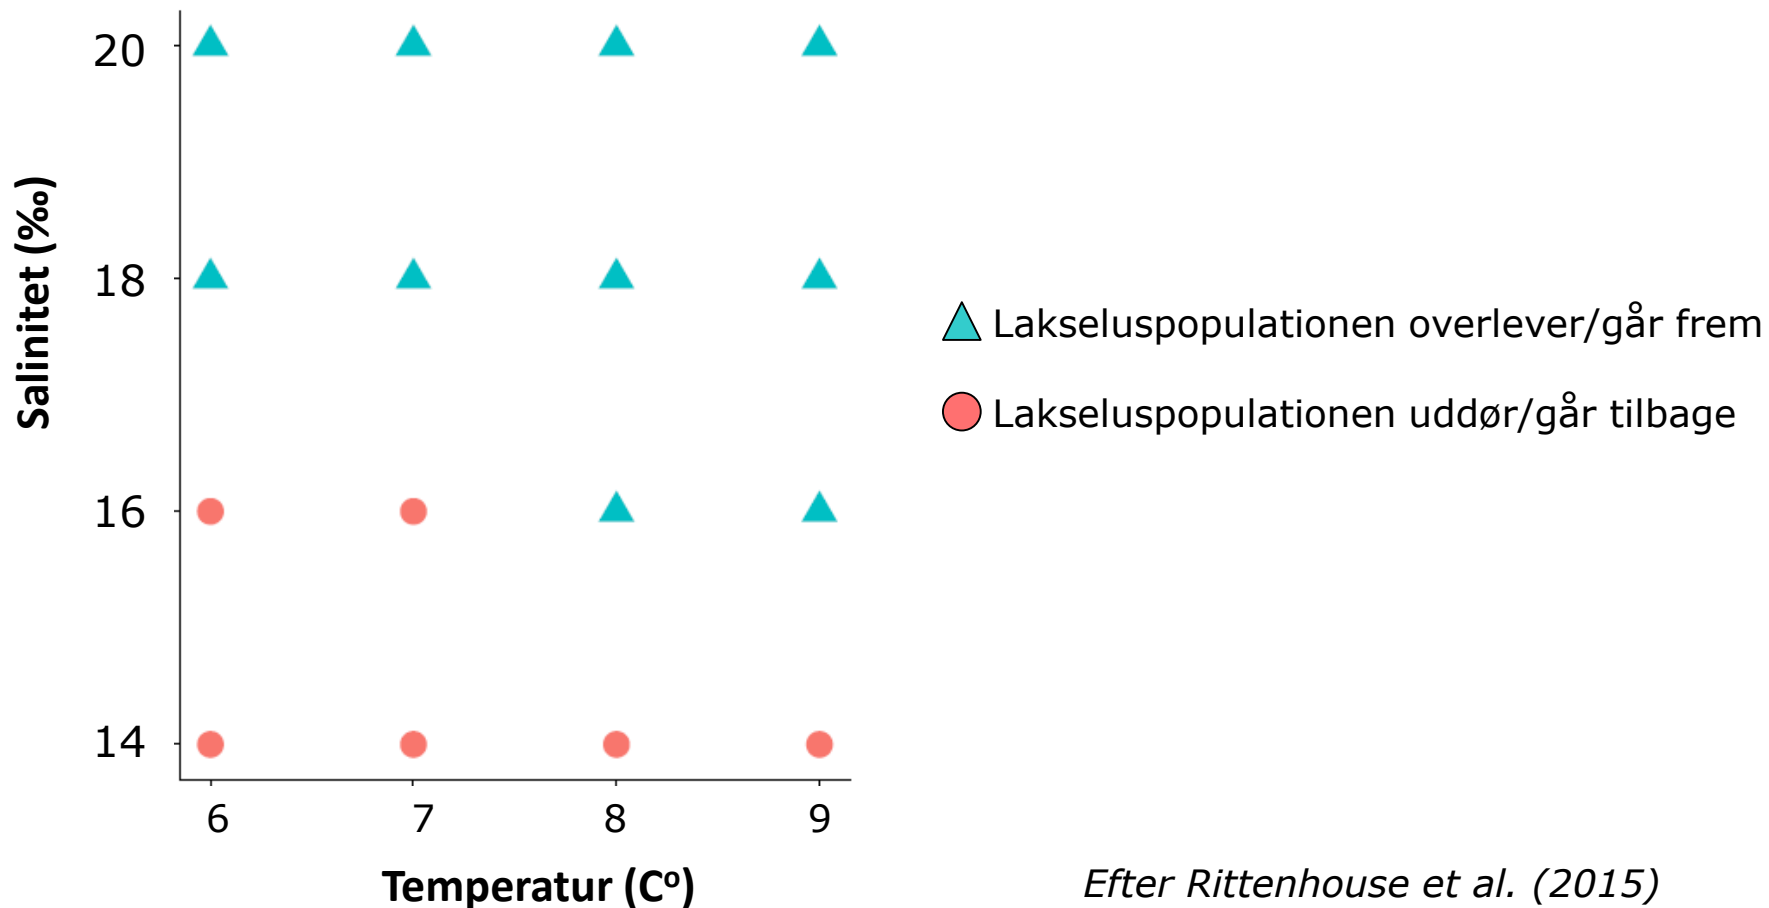 Salinitet (‰)
20
18
16
14
6 7 8 9
Temperatur (Cº)
Lakseluspopulationen overlever/går frem
Lakseluspopulationen uddør/går tilbage
Efter Rittenhouse et al. (2015)